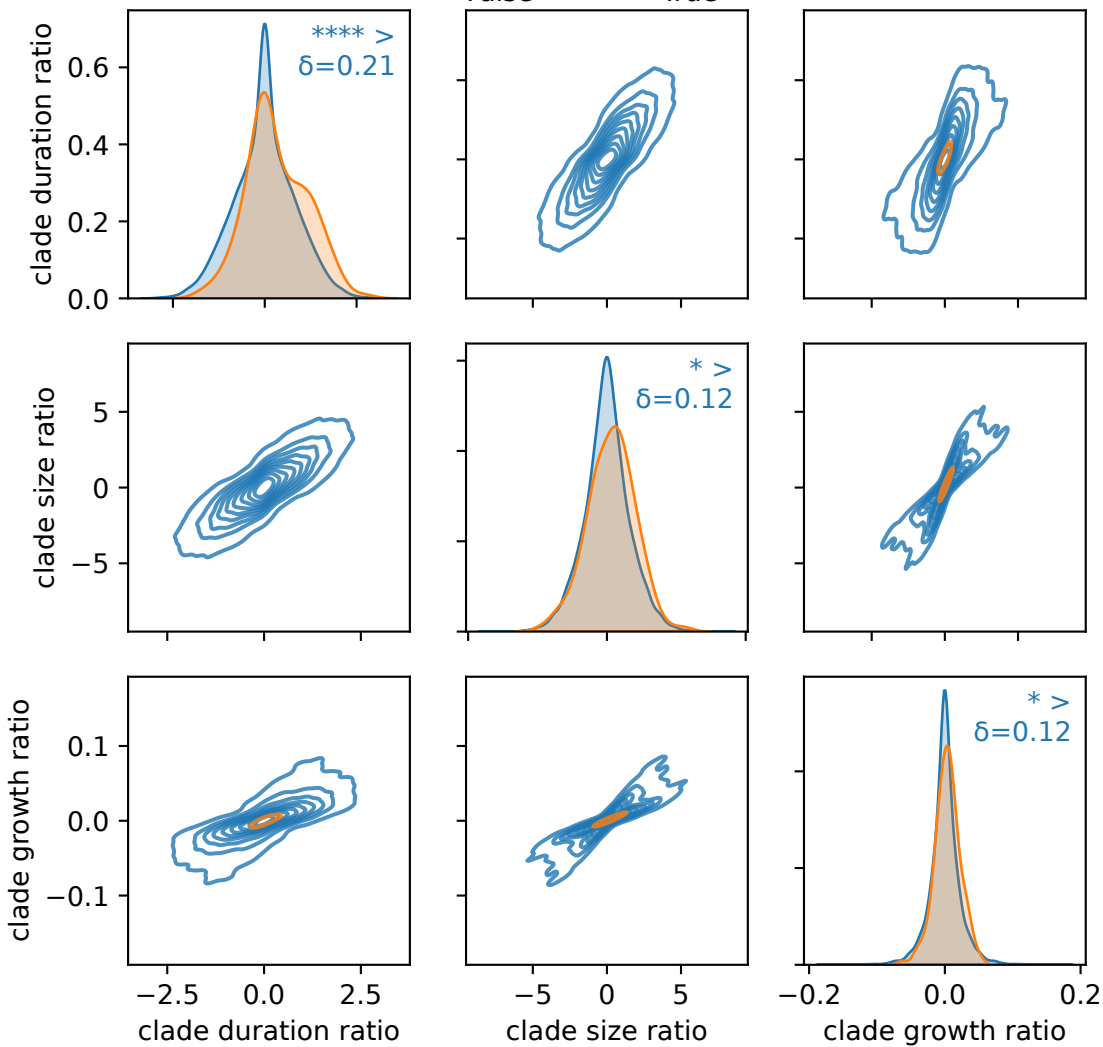 clade duration ratio
0.6
0.4
0.2
0.0
**** >
δ=0.21
clade size ratio
5
0
−5
* >
δ=0.12
clade growth ratio
0.1
0.0
−0.1
* >
δ=0.12
−2.5 0.0 2.5
−5 0 5
−0.2 0.0 0.2
clade duration ratio
clade size ratio
clade growth ratio